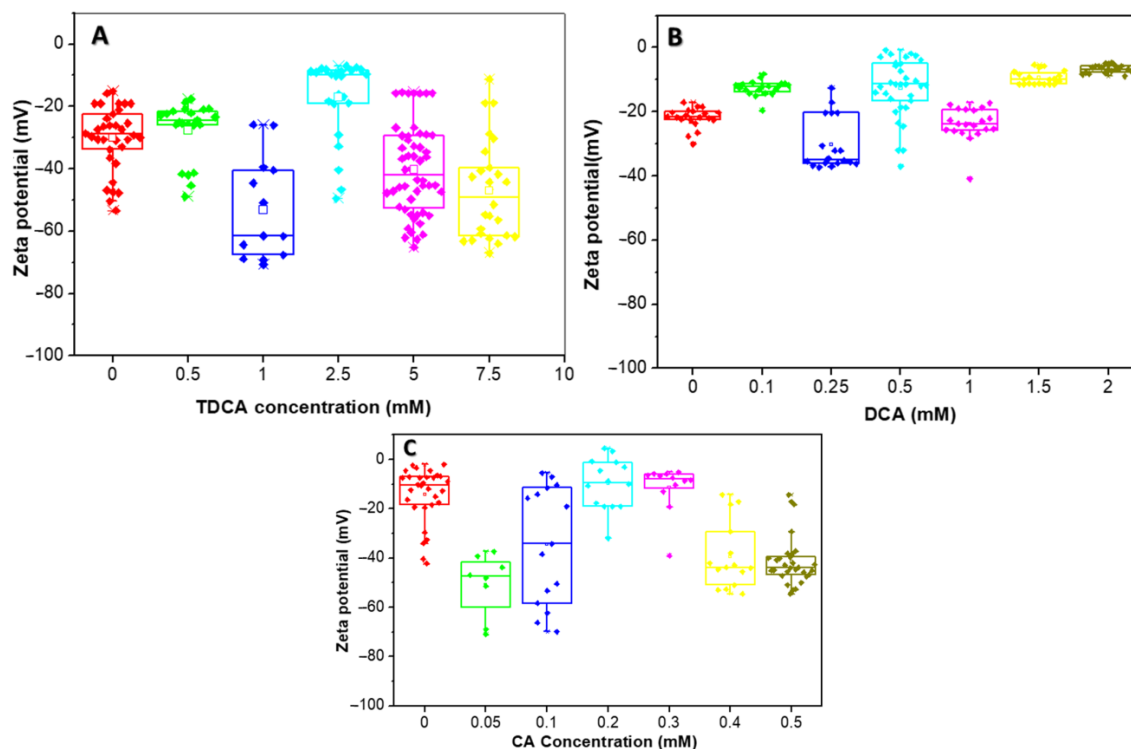 A
Zeta potential (mV)
0
−20
−40
−60
−80
−100
0 0.5 1 2.5 5 7.5 10
TDCA concentration (mM)
B
Zeta potential(mV)
0
−20
−40
−60
−80
−100
0 0.1 0.25 0.5 1 1.5 2
DCA (mM)
C
Zeta potential (mV)
0
−20
−40
−60
−80
−100
0 0.05 0.1 0.2 0.3 0.4 0.5
CA Concentration (mM)